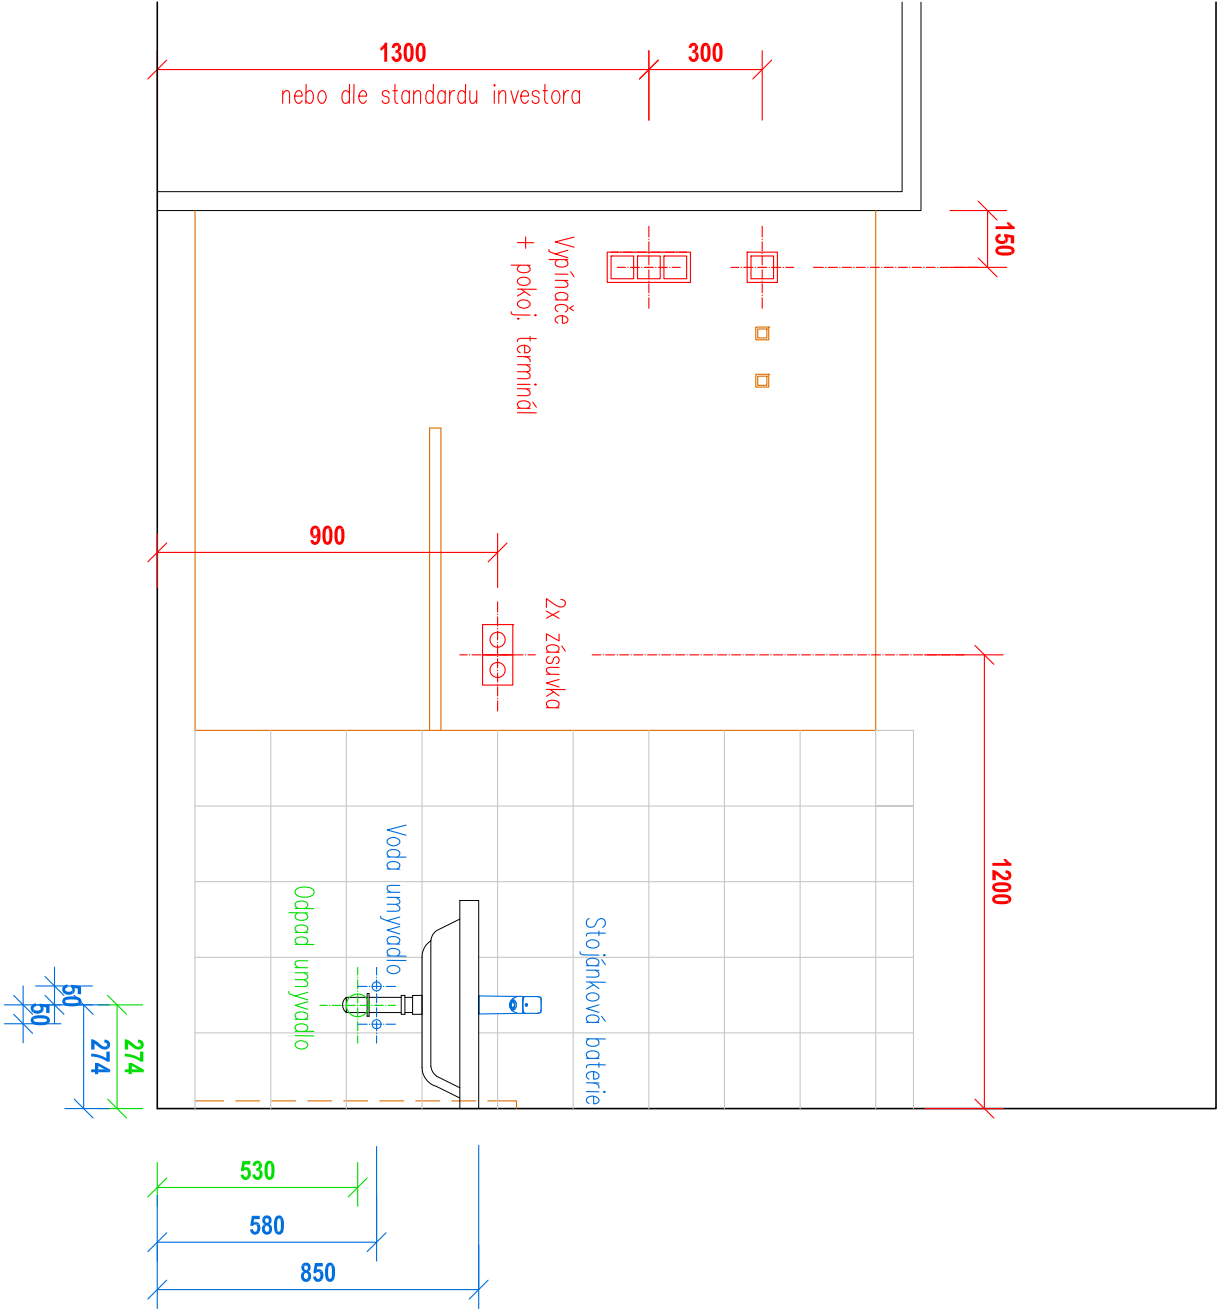 1300
300
nebo dle standardu investora
150
Vypínače
+ pokoj. terminál
900
2x zásuvka
1200
Voda umyvadlo
Odpad umyvadlo
Stojánková baterie
50
50
274
274
530
580
850